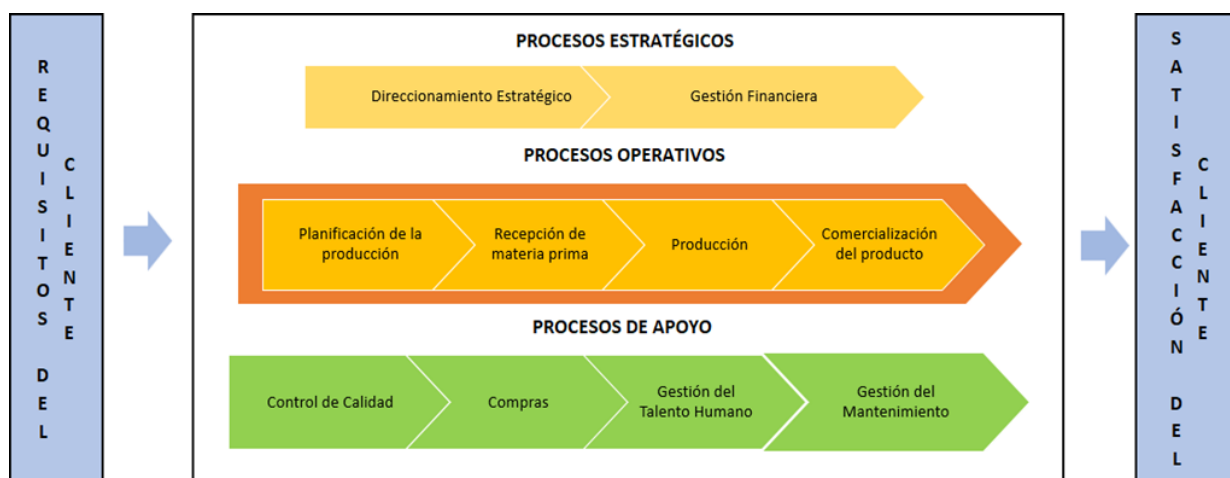 REQUISITOS DEL
CLIENTE
PROCESOS ESTRATÉGICOS
Direccionamiento Estratégico
Gestión Financiera
PROCESOS OPERATIVOS
Planificación de la
producción
Recepción de
materia prima
Producción
Comercialización
del producto
PROCESOS DE APOYO
Control de Calidad
Compras
Gestión del
Talento Humano
Gestión del
Mantenimiento
SATISFACCIÓN DEL
CLIENTE